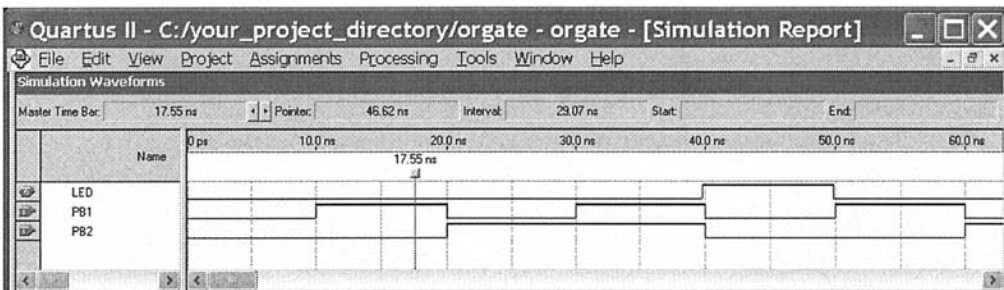 Quartus II - C:/your_project_directory/orgate - orgate - [Simulation Report]
File Edit View Project Assignments Processing Tools Window Help
Simulation Waveforms
Master Time Bar: 17.55 ns Pointer: 46.62 ns Interval: 29.07 ns Start: End:
Name 0 ps 10.0 ns 20.0 ns 30.0 ns 40.0 ns 50.0 ns 60.0 ns
17.55 ns
LED
PB1
PB2